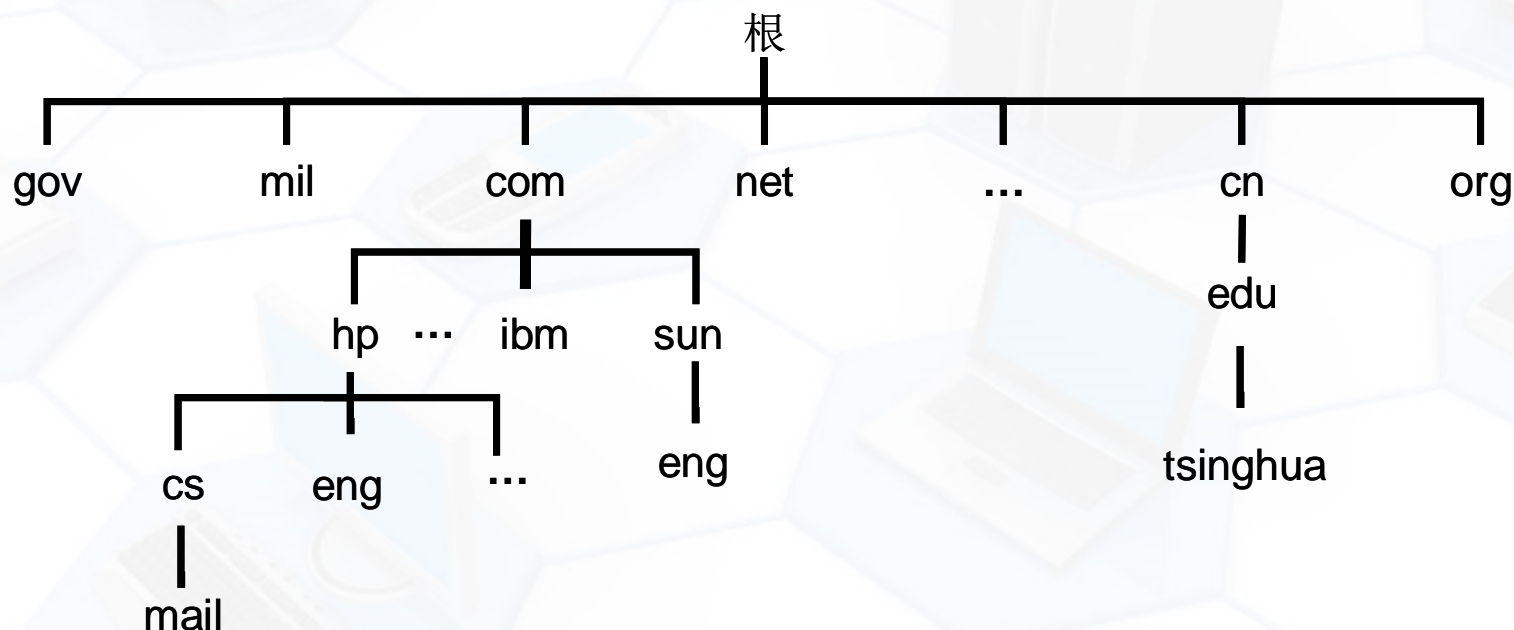 根
gov mil com net ... cn org
edu
hp ... ibm sun
eng tsinghua
cs eng ...
mail